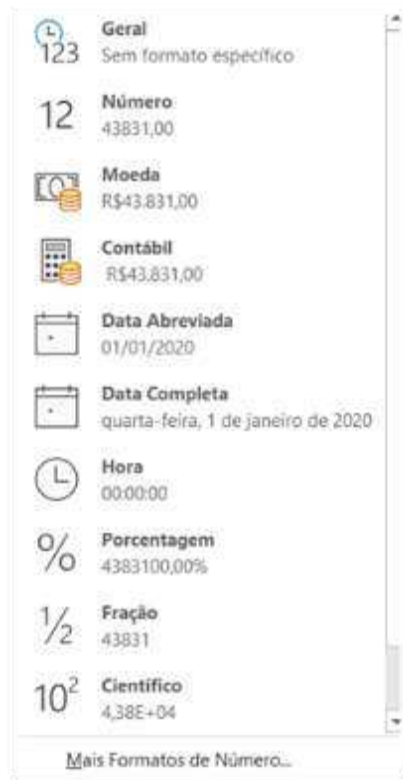 123
Geral
Sem formato específico
12
Número
43831,00
Moeda
R$43.831,00
Contábil
R$43.831,00
Data Abreviada
01/01/2020
Data Completa
quarta-feira, 1 de janeiro de 2020
Hora
00:00:00
%
Porcentagem
4383100,00%
1/2
Fração
43831
10²
Científico
4,38E+04
Mais Formatos de Número...